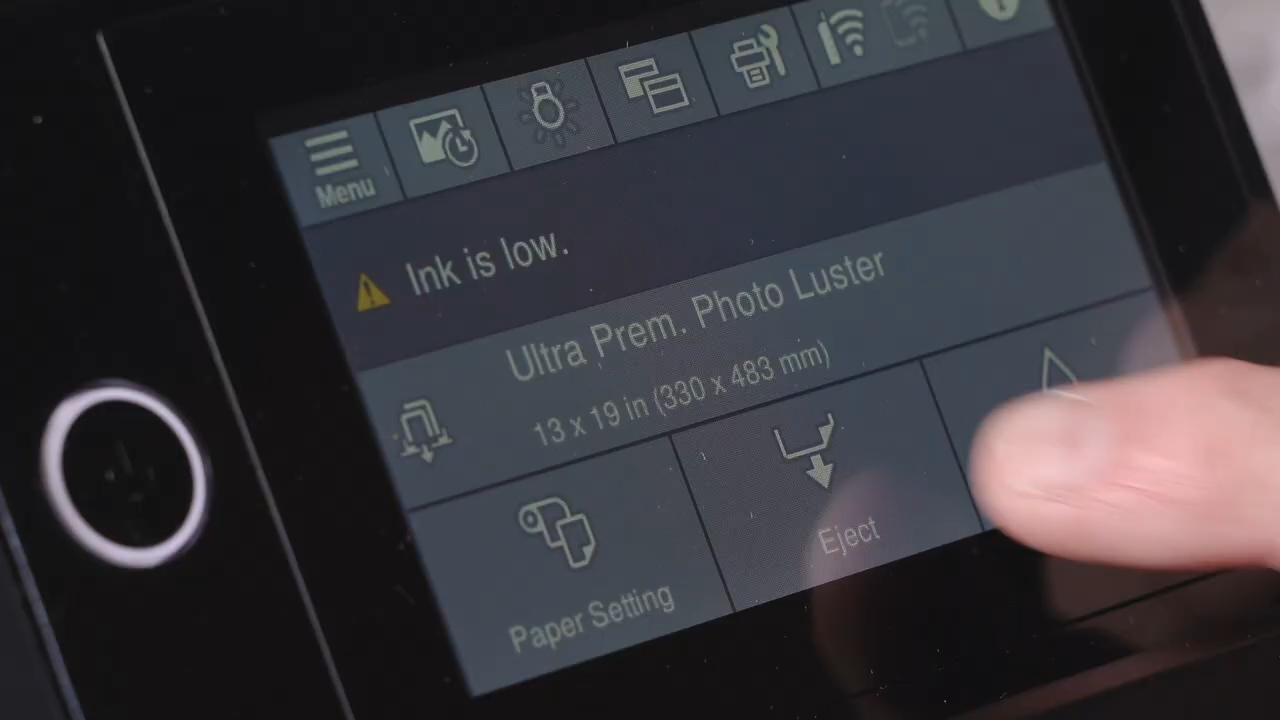 Menu
Ink is low.
Ultra Prem. Photo Luster
13 x 19 in (330 x 483 mm)
Paper Setting
Eject